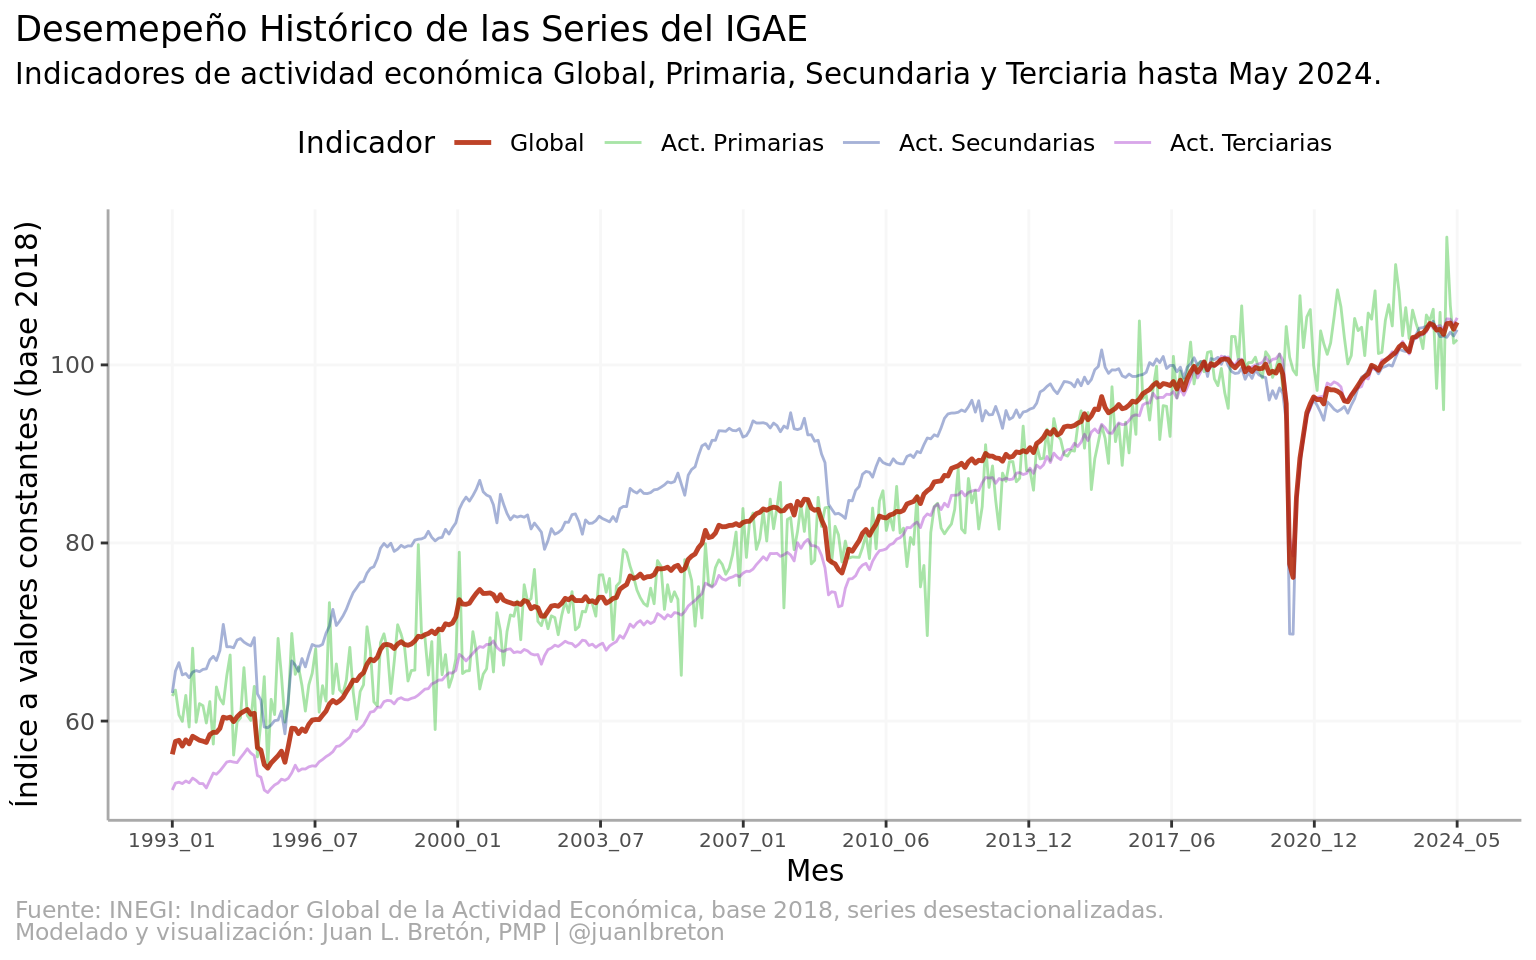 Desemepeño Histórico de las Series del IGAE
Indicadores de actividad económica Global, Primaria, Secundaria y Terciaria hasta May 2024.
Indicador Global Act. Primarias Act. Secundarias Act. Terciarias
Índice a valores constantes (base 2018)
100
80
60
1993_01 1996_07 2000_01 2003_07 2007_01 2010_06 2013_12 2017_06 2020_12 2024_05
Mes
Fuente: INEGI: Indicador Global de la Actividad Económica, base 2018, series desestacionalizadas.
Modelado y visualización: Juan L. Bretón, PMP | @juanlbreton